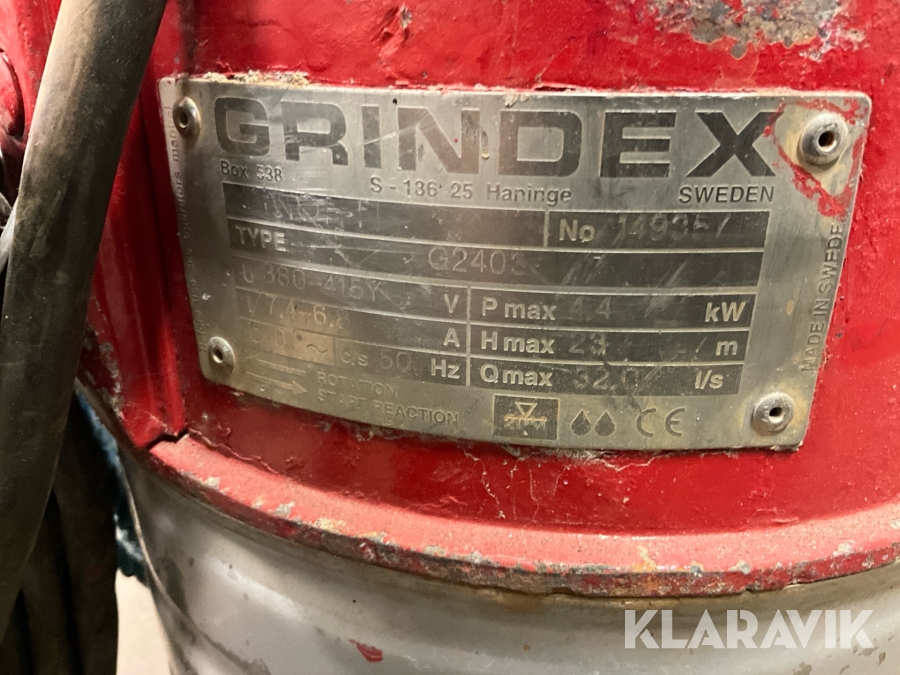 GRINDEX
Box 538
S - 136 25 Haninge
SWEDEN
No 149357
TYPE G2403
U 380-415Y V P max 4.4 kW
A H max 23 m
3 ~ c/s 50 Hz Q max 32.0 l/s
ROTATION
START REACTION
CE
MADE IN SWEDEN
KLARAVIK